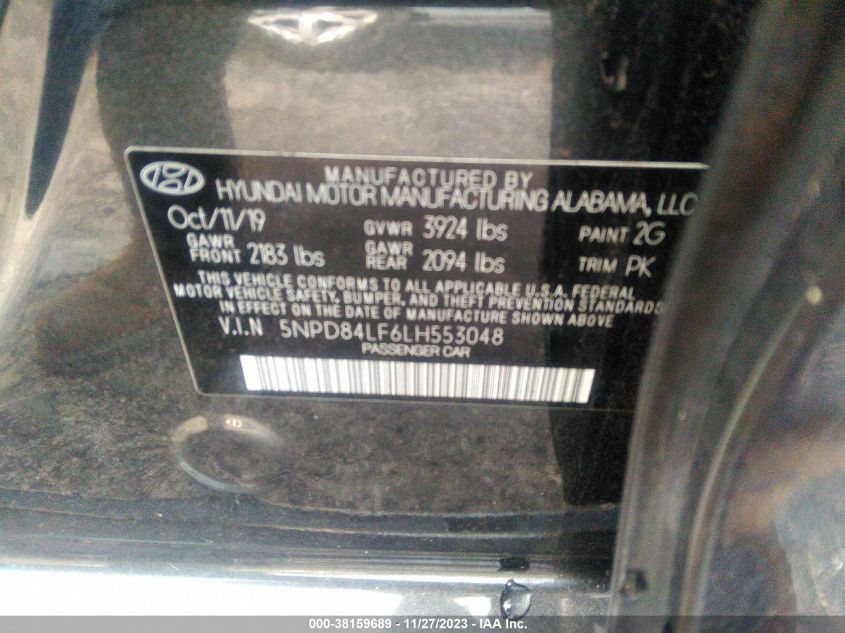 MANUFACTURED BY
HYUNDAI MOTOR MANUFACTURING ALABAMA, LLC
Oct/11/19 GVWR 3924 lbs PAINT 2G
GAWR FRONT 2183 lbs GAWR REAR 2094 lbs TRIM PK
THIS VEHICLE CONFORMS TO ALL APPLICABLE U.S.A. FEDERAL
MOTOR VEHICLE SAFETY, BUMPER, AND THEFT PREVENTION STANDARDS
IN EFFECT ON THE DATE OF MANUFACTURE SHOWN ABOVE.
V.I.N 5NPD84LF6LH553048
PASSENGER CAR
000-38159689 - 11/27/2023 - IAA Inc.